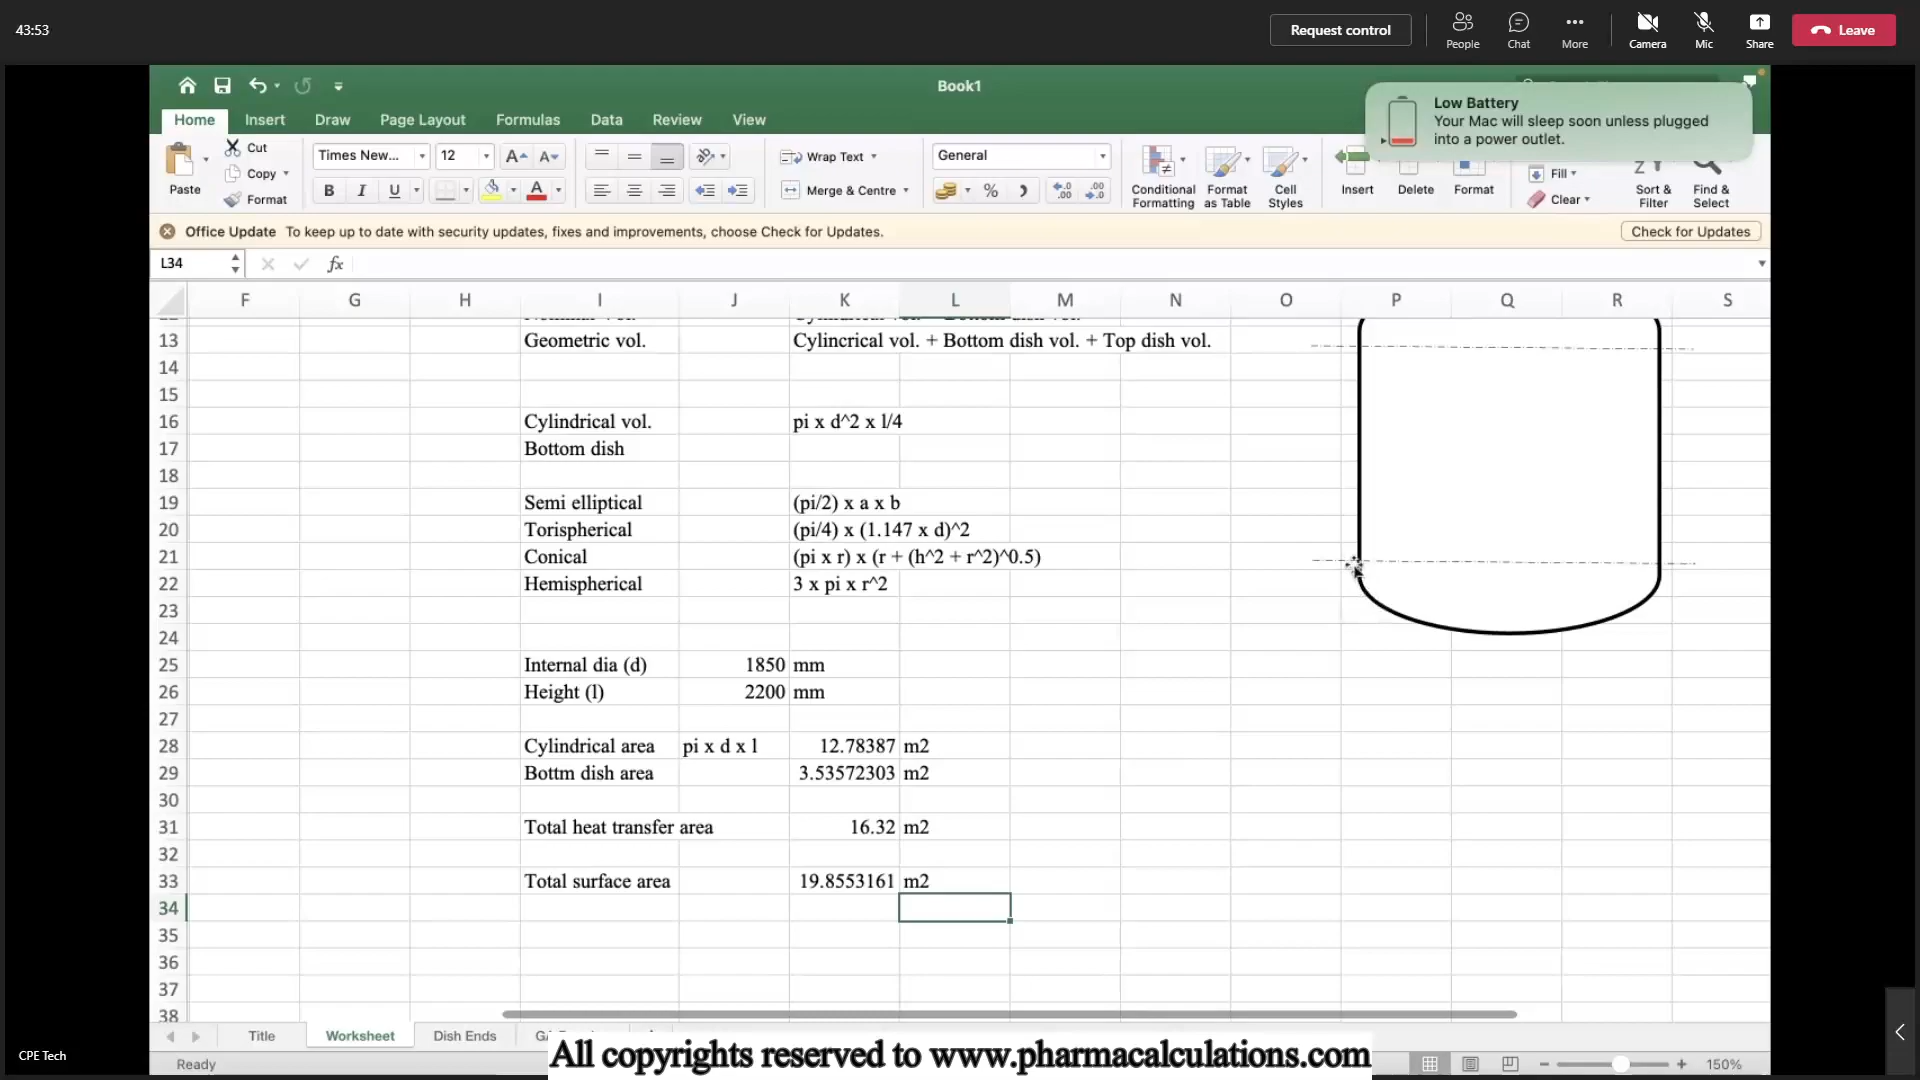 43:53
Request control
People
Chat
More
Camera
Mic
Share
Leave
Book1
Low Battery
Your Mac will sleep soon unless plugged
into a power outlet.
Home Insert Draw Page Layout Formulas Data Review View
Paste
Cut
Copy
Format
Times New...
12
B I U
Wrap Text
Merge & Centre
General
Conditional
Formatting
Format
as Table
Cell
Styles
Insert
Delete
Format
Fill
Clear
Sort &
Filter
Find &
Select
Office Update To keep up to date with security updates, fixes and improvements, choose Check for Updates.
Check for Updates
L34
fx
F G H I J K L M N O P Q R S
13 Geometric vol. Cylincrical vol. + Bottom dish vol. + Top dish vol.
14
15
16 Cylindrical vol. pi x d^2 x l/4
17 Bottom dish
18
19 Semi elliptical (pi/2) x a x b
20 Torispherical (pi/4) x (1.147 x d)^2
21 Conical (pi x r) x (r + (h^2 + r^2)^0.5)
22 Hemispherical 3 x pi x r^2
23
24
25 Internal dia (d) 1850 mm
26 Height (l) 2200 mm
27
28 Cylindrical area pi x d x l 12.78387 m2
29 Bottm dish area 3.53572303 m2
30
31 Total heat transfer area 16.32 m2
32
33 Total surface area 19.8553161 m2
34
35
36
37
38
Title Worksheet Dish Ends
CPE Tech
Ready
All copyrights reserved to www.pharmacalculations.com
150%